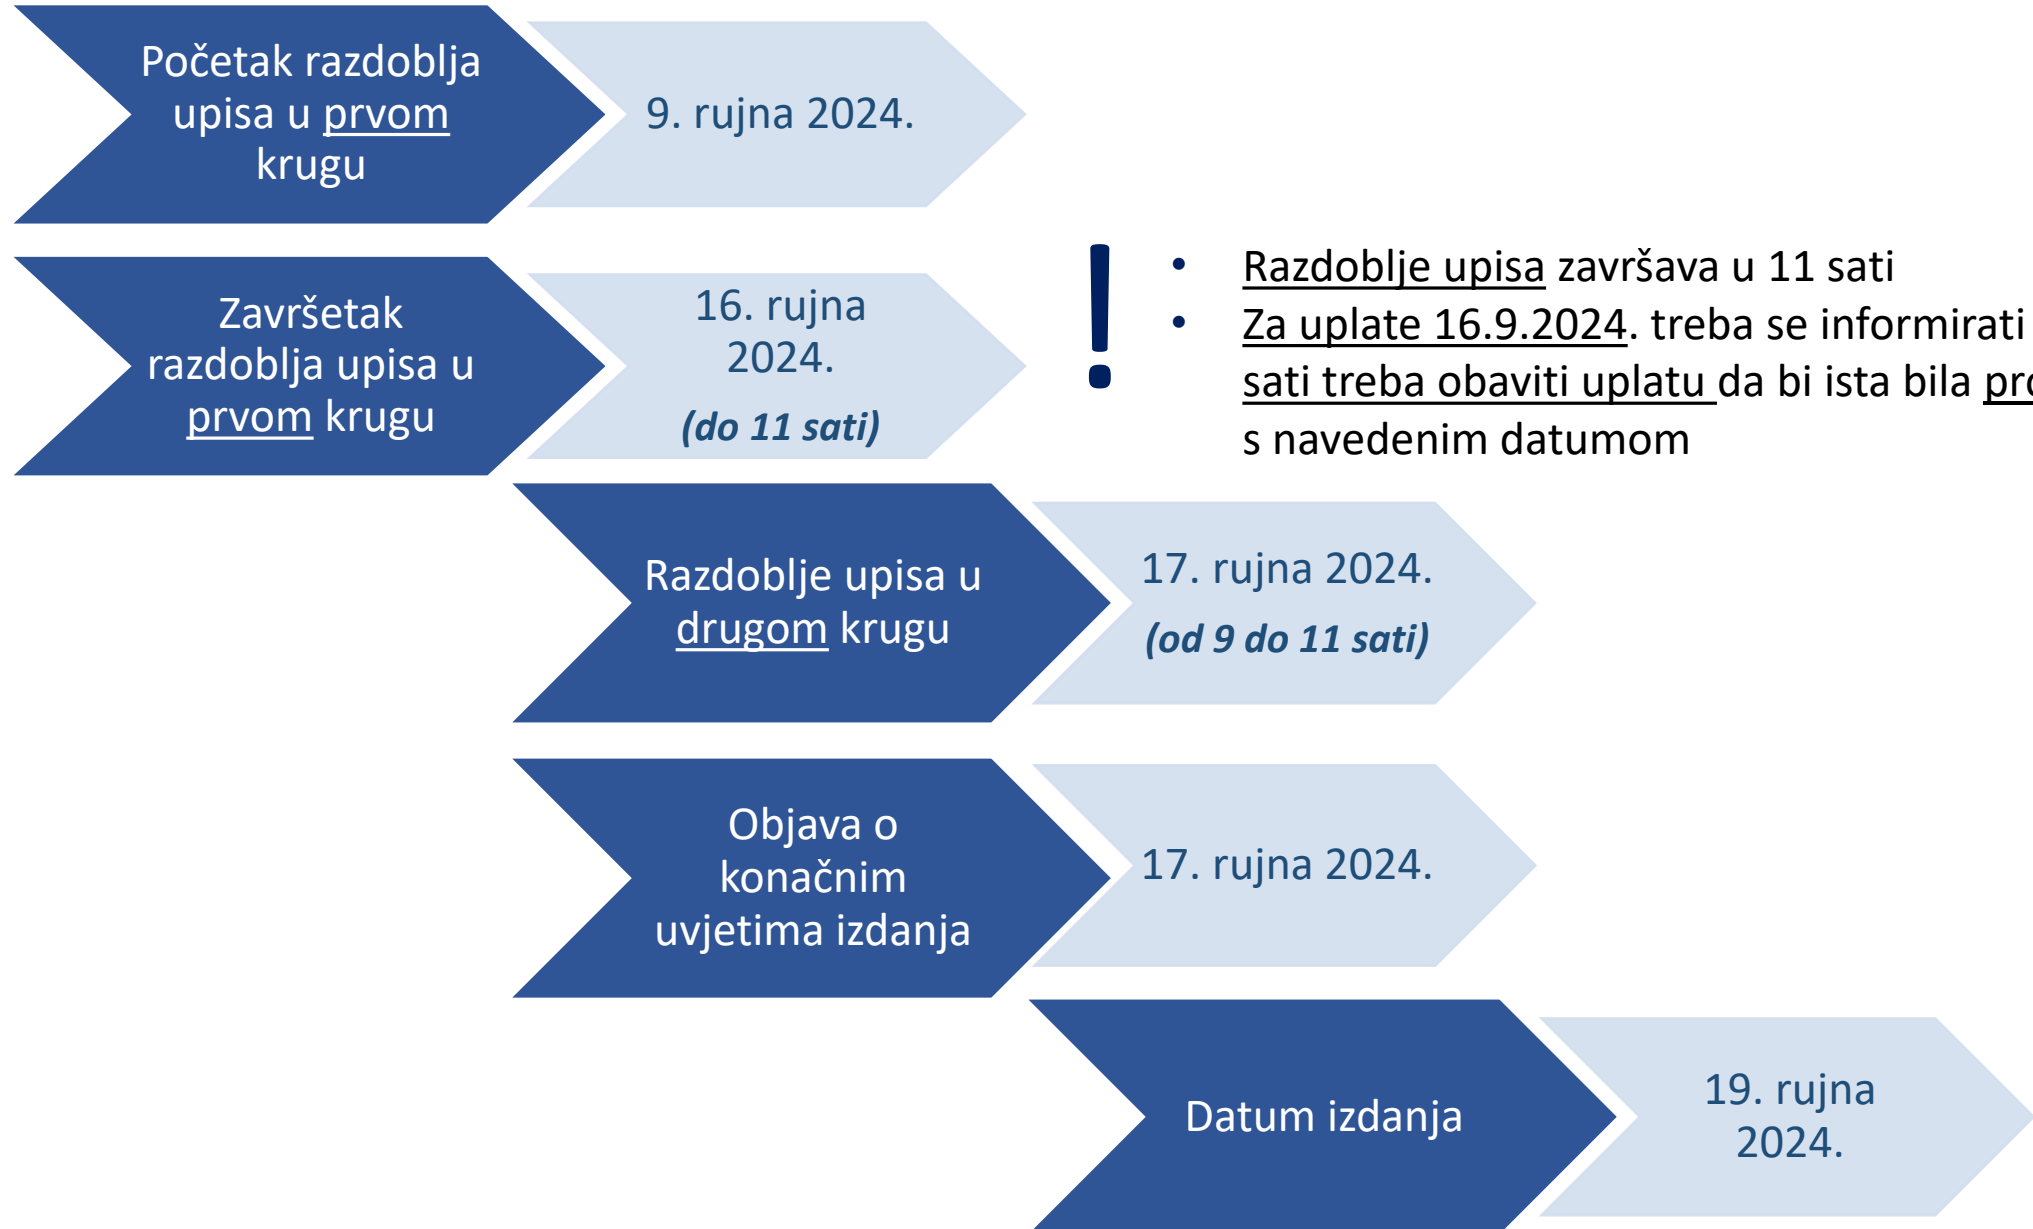 Početak razdoblja
upisa u prvom
krugu
9. rujna 2024.
Završetak
razdoblja upisa u
prvom krugu
16. rujna
2024.
(do 11 sati)
!
• Razdoblje upisa završava u 11 sati
• Za uplate 16.9.2024. treba se informirati
sati treba obaviti uplatu da bi ista bila
s navedenim datumom
Razdoblje upisa u
drugom krugu
17. rujna 2024.
(od 9 do 11 sati)
Objava o
konačnim
uvjetima izdanja
17. rujna 2024.
Datum izdanja
19. rujna
2024.